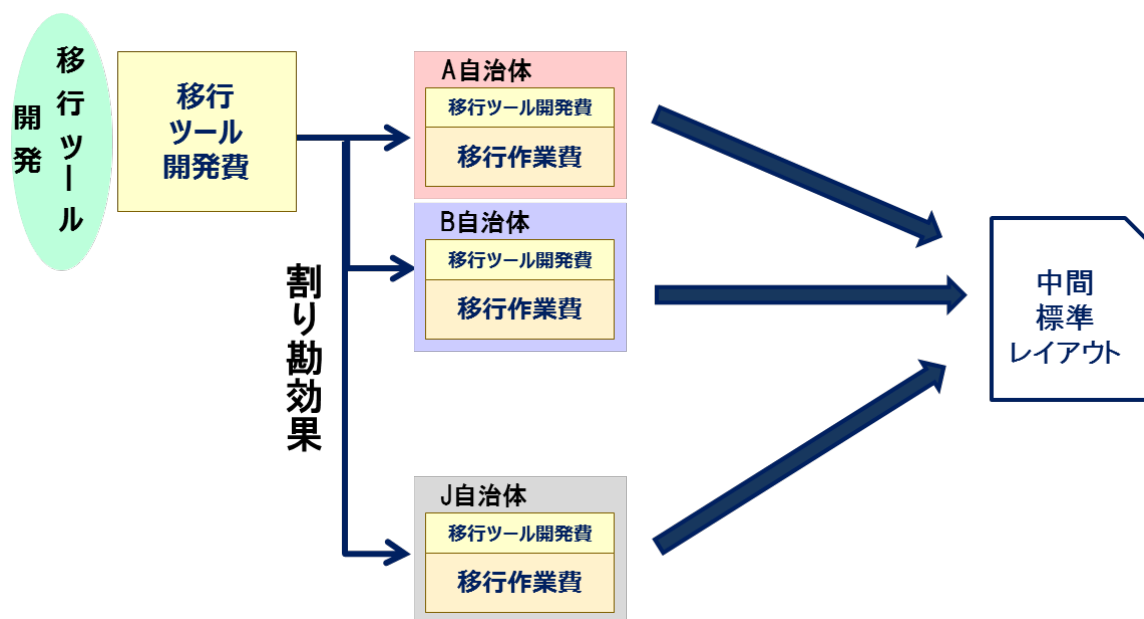 移行ツール
開発
移行
ツール
開発費
割り勘効果
A自治体
移行ツール開発費
移行作業費
B自治体
移行ツール開発費
移行作業費
J自治体
移行ツール開発費
移行作業費
中間
標準
レイアウト